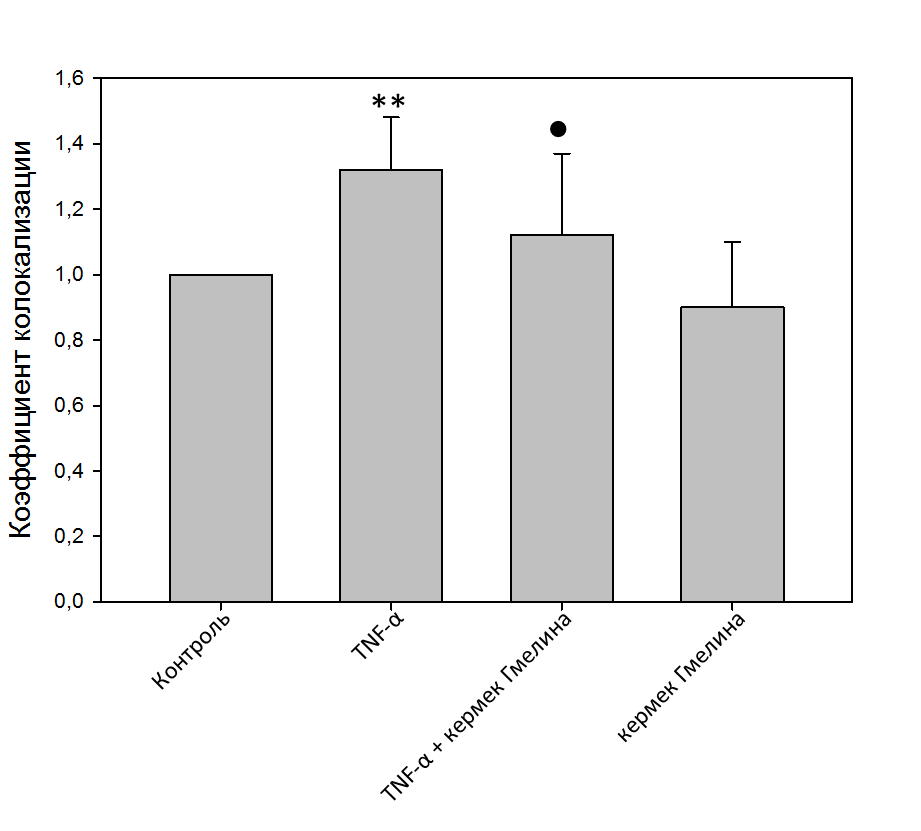 Коэффициент колокализации
1,6
1,4
1,2
1,0
0,8
0,6
0,4
0,2
0,0
**
●
Контроль
TNF-α
TNF-α + кермек Гмелина
кермек Гмелина